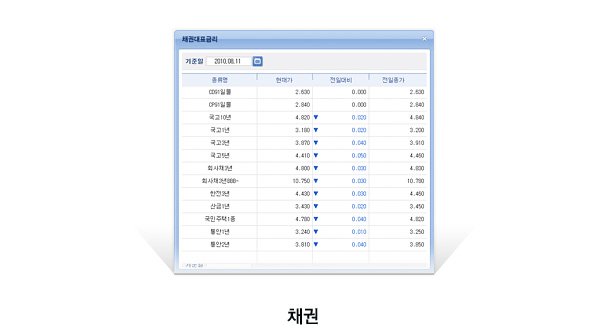 채권대표금리
기준일 2010.08.11
종류명 현재가 전일대비 전일종가
CD91일물 2.630 0.000 2.630
CP91일물 2.840 0.000 2.840
국고10년 4.820 ▼ 0.020 4.840
국고1년 3.180 ▼ 0.020 3.200
국고3년 3.870 ▼ 0.040 3.910
국고5년 4.410 ▼ 0.050 4.460
회사채3년 4.800 ▼ 0.030 4.830
회사채3년BBB- 10.750 ▼ 0.030 10.780
한전3년 4.430 ▼ 0.030 4.460
산금1년 3.430 ▼ 0.020 3.450
국민주택1종 4.780 ▼ 0.040 4.820
통안1년 3.240 ▼ 0.010 3.250
통안2년 3.810 ▼ 0.040 3.850
채권